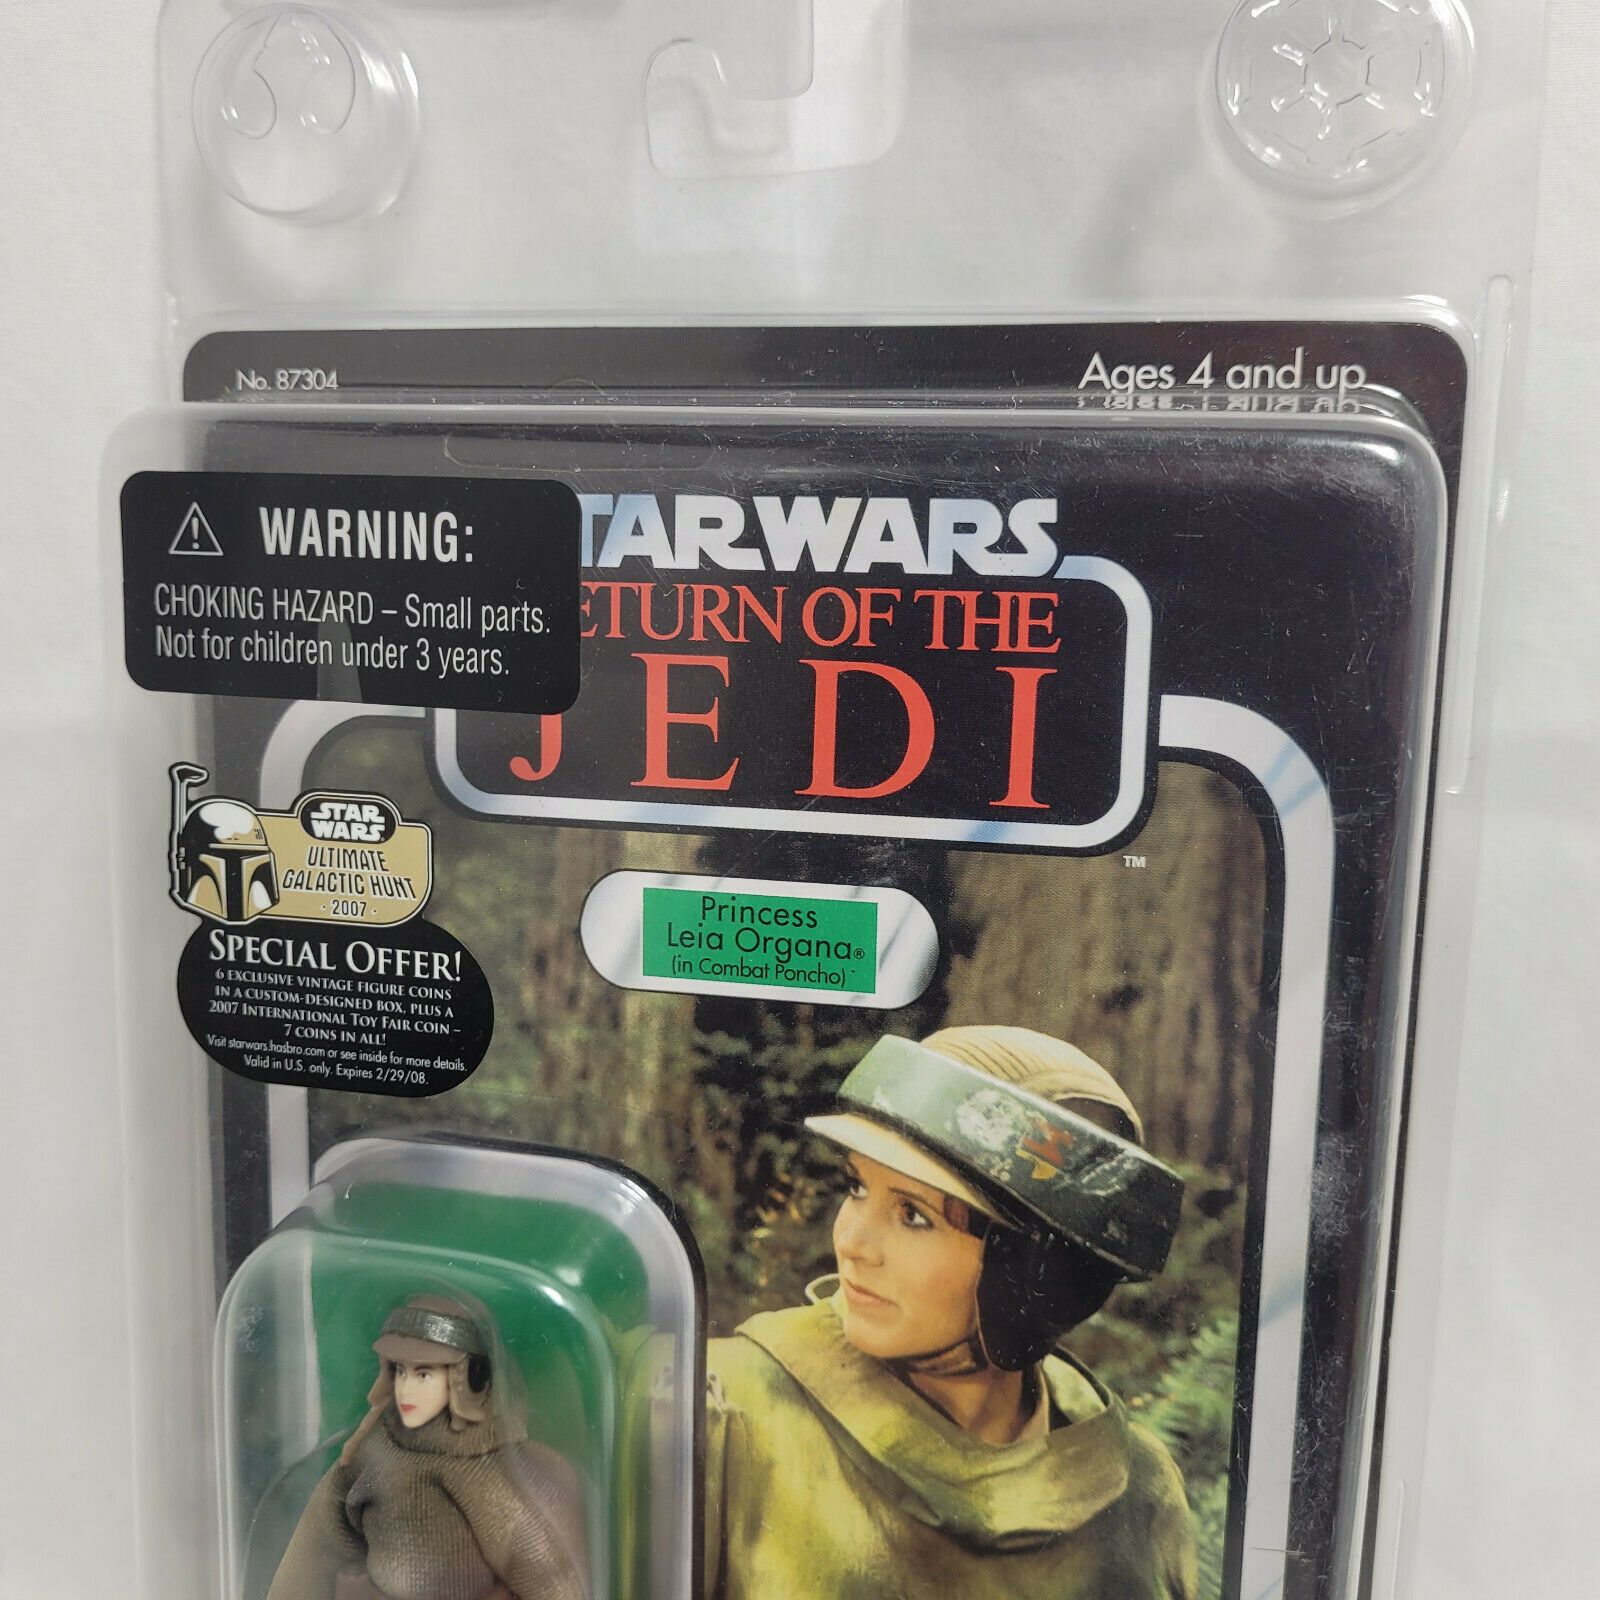 No. 87304
Ages 4 and up
WARNING:
CHOKING HAZARD – Small parts.
Not for children under 3 years.
TAR WARS
ETURN OF THE
JEDI
TM
STAR
WARS
ULTIMATE
GALACTIC HUNT
· 2007 ·
SPECIAL OFFER!
6 EXCLUSIVE VINTAGE FIGURE COINS
IN A CUSTOM-DESIGNED BOX, PLUS A
2007 INTERNATIONAL TOY FAIR COIN –
7 COINS IN ALL!
Visit starwars.hasbro.com or see inside for more details.
Valid in U.S. only. Expires 2/29/08.
Princess
Leia Organa®
(in Combat Poncho)